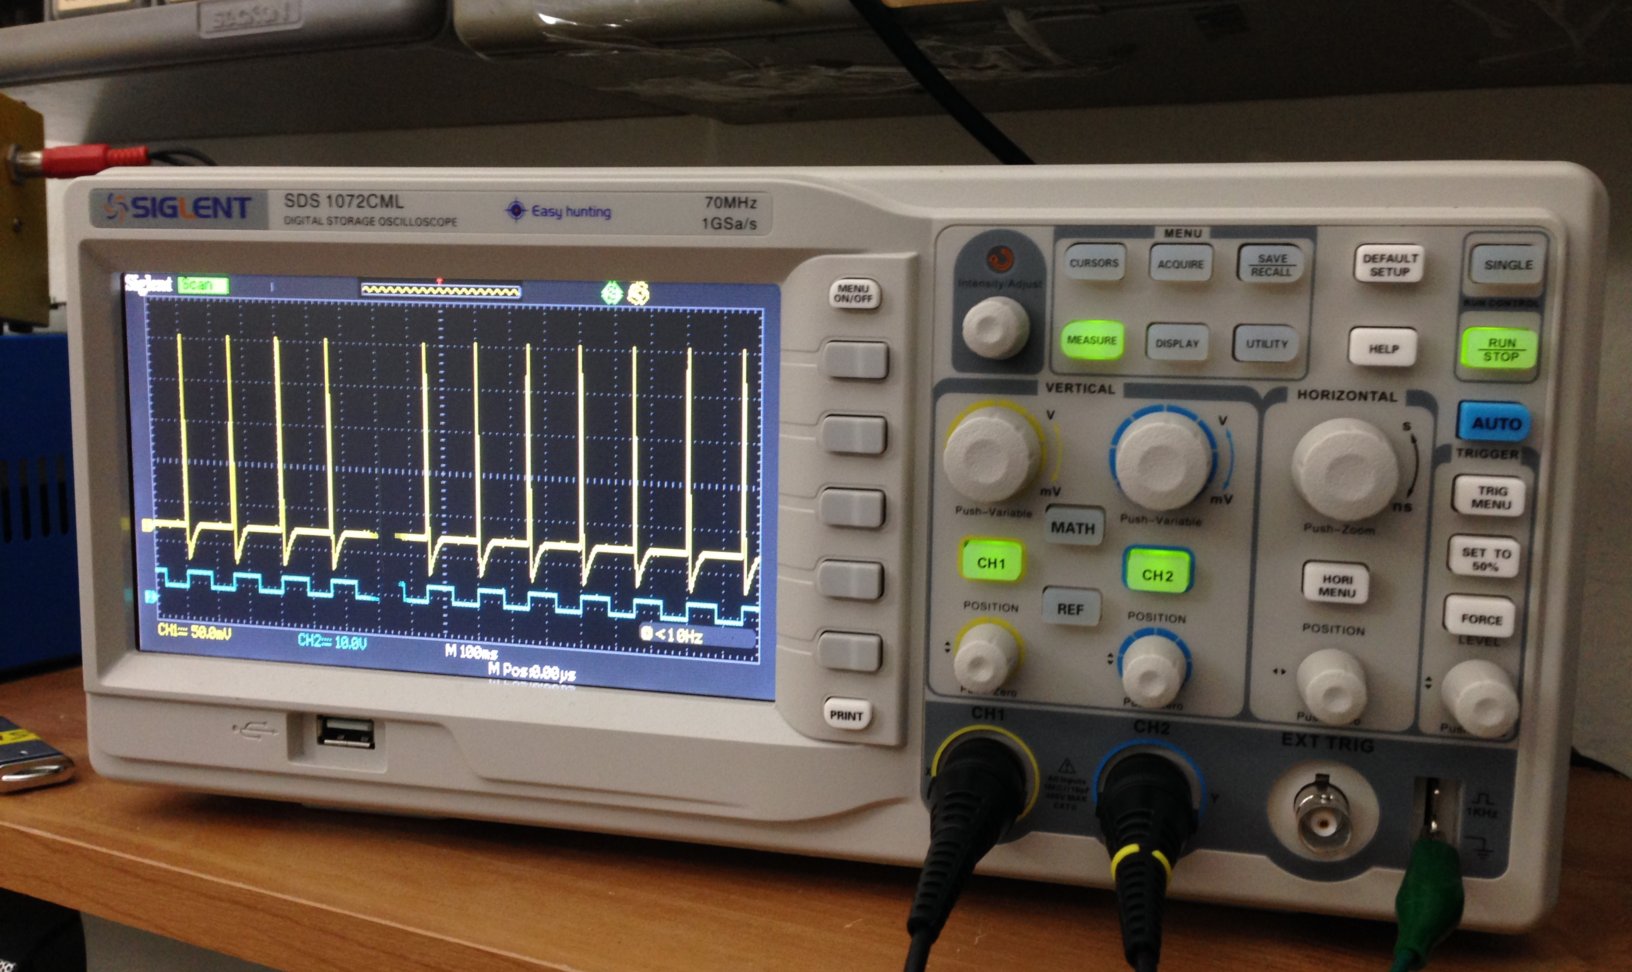 SIGLENT
SDS 1072CML
DIGITAL STORAGE OSCILLOSCOPE
Easy hunting
70MHz
1GSa/s
Siglent
Scan
CH1 50.0mV
CH2 10.0V
M 100ms
M Pos:0.00µs
<10Hz
MENU
ON/OFF
PRINT
Intensity/Adjust
MENU
CURSORS
ACQUIRE
SAVE
RECALL
MEASURE
DISPLAY
UTILITY
DEFAULT
SETUP
HELP
SINGLE
RUN CONTROL
RUN
STOP
AUTO
VERTICAL
V
mV
Push-Variable
V
mV
Push-Variable
MATH
CH1
CH2
REF
POSITION
POSITION
HORIZONTAL
s
ns
Push-Zoom
HORI
MENU
POSITION
TRIGGER
TRIG
MENU
SET TO
50%
FORCE
LEVEL
CH1
CH2
X
Y
EXT TRIG
1KHz